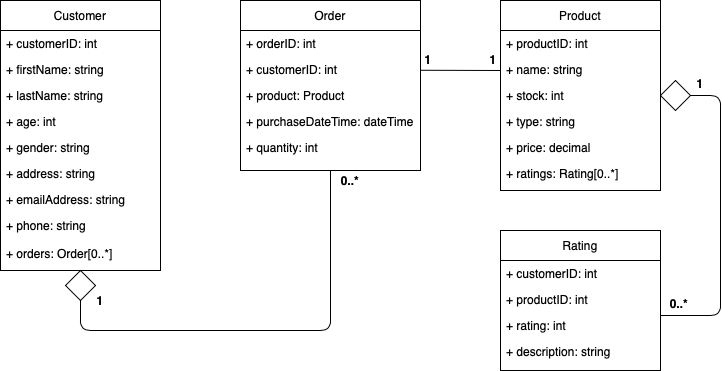 Customer
+ customerID: int
+ firstName: string
+ lastName: string
+ age: int
+ gender: string
+ address: string
+ emailAddress: string
+ phone: string
+ orders: Order[0..*]
1
Order
+ orderID: int
+ customerID: int
+ product: Product
+ purchaseDateTime: dateTime
+ quantity: int
0..*
1
1
Product
+ productID: int
+ name: string
+ stock: int
+ type: string
+ price: decimal
+ ratings: Rating[0..*]
1
Rating
+ customerID: int
+ productID: int
+ rating: int
+ description: string
0..*